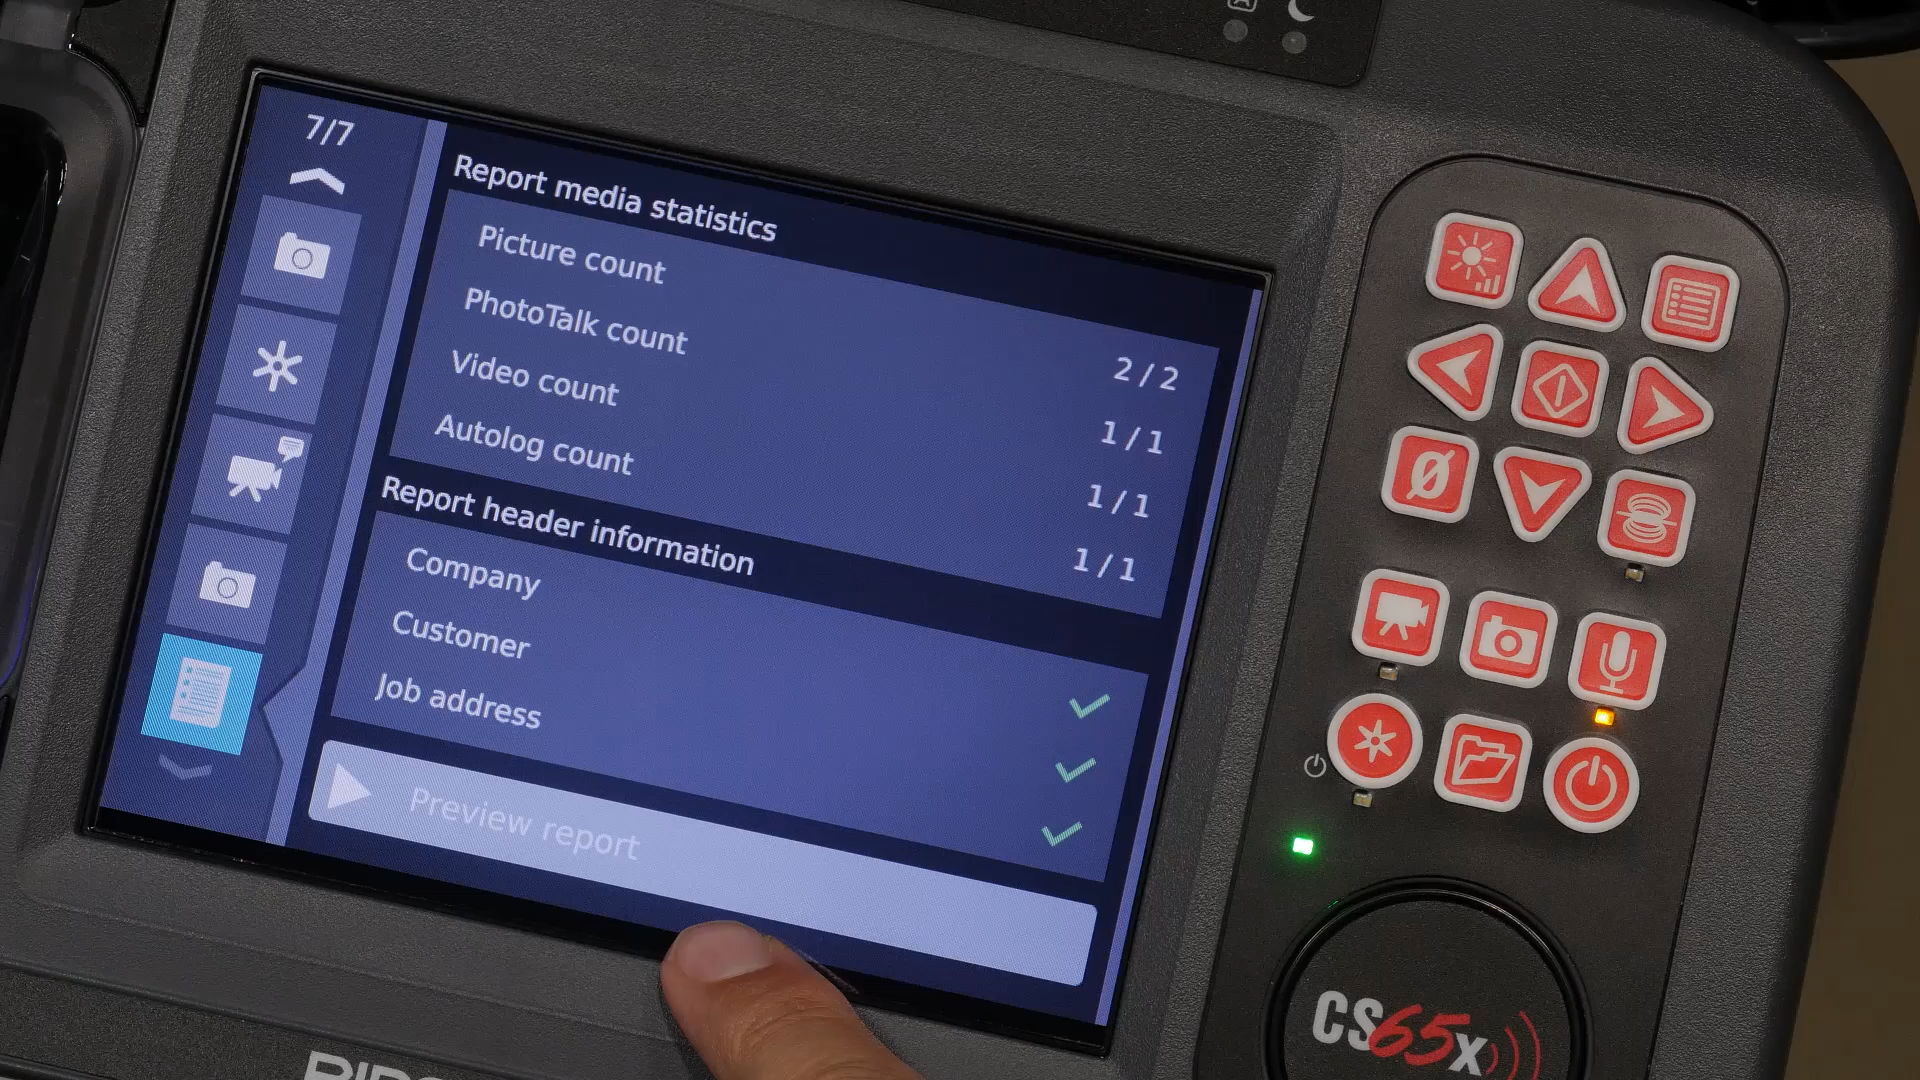 7/7
Report media statistics
Picture count 2/2
PhotoTalk count 1/1
Video count 1/1
Autolog count 1/1
Report header information
Company
Customer
Job address
Preview report
CS65x